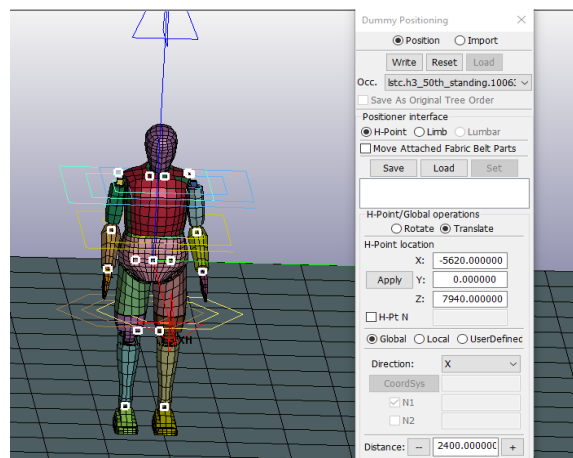 Dummy Positioning
Position Import
Write Reset Load
Occ. lstc.h3_50th_standing.10063
Save As Original Tree Order
Positioner interface
H-Point Limb Lumbar
Move Attached Fabric Belt Parts
Save Load Set
H-Point/Global operations
Rotate Translate
H-Point location
X: -5620.000000
Apply Y: 0.000000
Z: 7940.000000
H-Pt N
Global Local UserDefined
Direction: X
CoordSys
N1
N2
Distance: -- 2400.000000 +